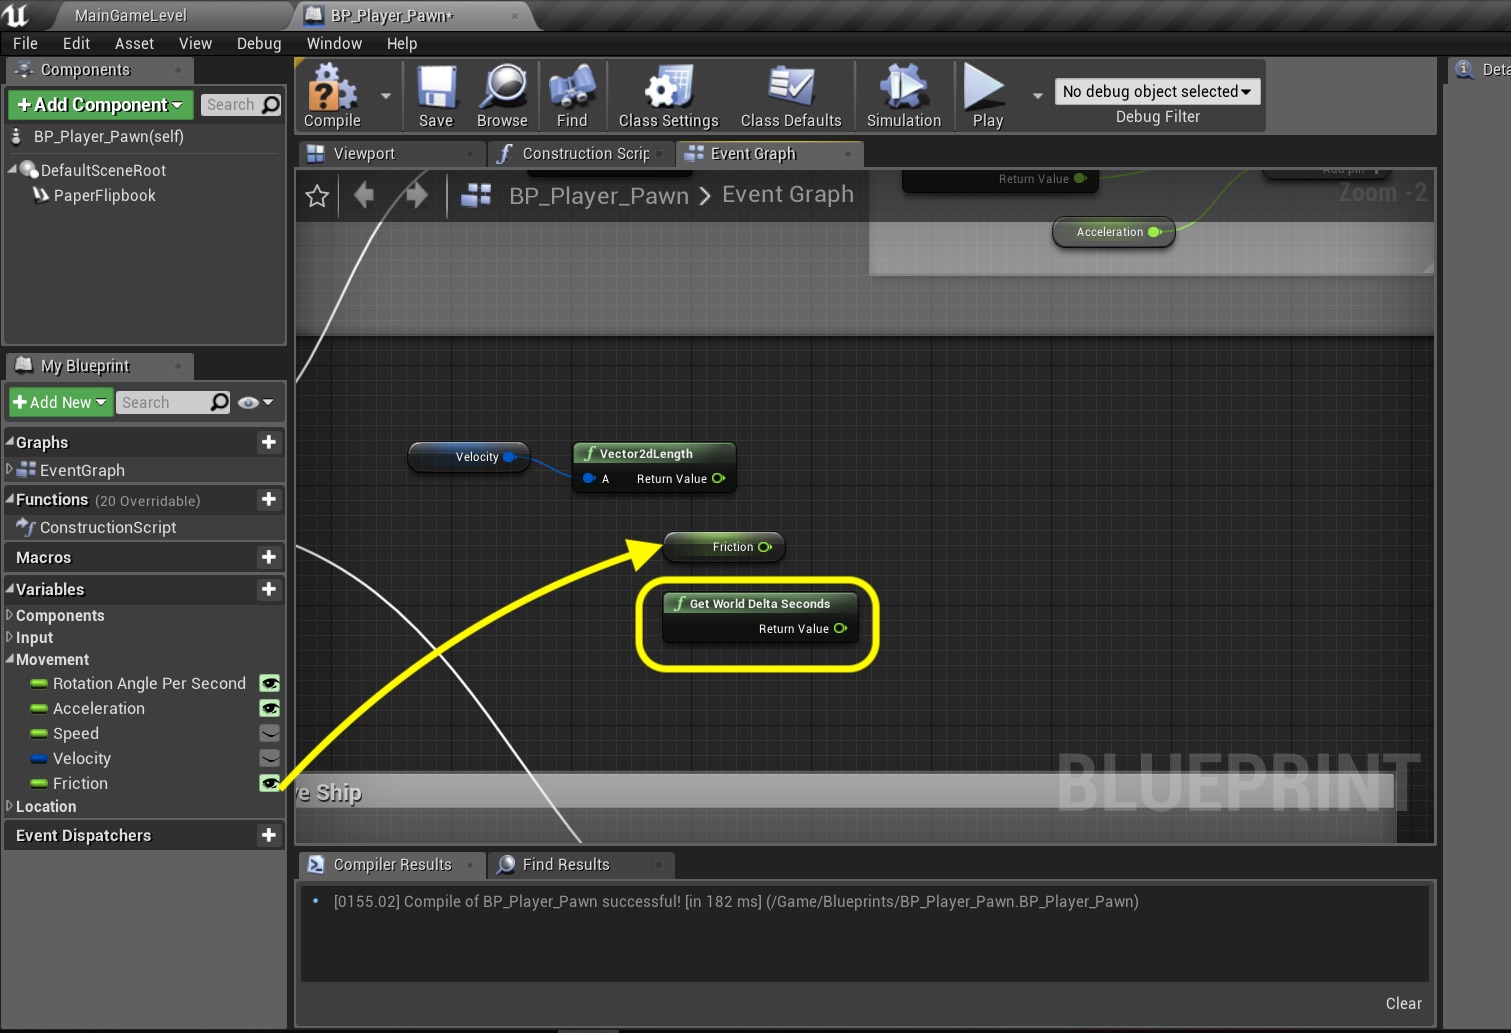 MainGameLevel
BP_Player_Pawn*
File Edit Asset View Debug Window Help
Components
+Add Component
Search
BP_Player_Pawn(self)
DefaultSceneRoot
PaperFlipbook
My Blueprint
+Add New
Search
Graphs
EventGraph
Functions (20 Overridable)
ConstructionScript
Macros
Variables
Components
Input
Movement
Rotation Angle Per Second
Acceleration
Speed
Velocity
Friction
Location
Event Dispatchers
Compile
Save
Browse
Find
Class Settings
Class Defaults
Simulation
Play
No debug object selected
Debug Filter
Deta
Viewport
Construction Scrip
Event Graph
BP_Player_Pawn > Event Graph
Return Value
Add pin +
Zoom -2
Acceleration
Velocity
f Vector2dLength
A Return Value
Friction
f Get World Delta Seconds
Return Value
ve Ship
BLUEPRINT
Compiler Results
Find Results
[0155.02] Compile of BP_Player_Pawn successful! [in 182 ms] (/Game/Blueprints/BP_Player_Pawn.BP_Player_Pawn)
Clear